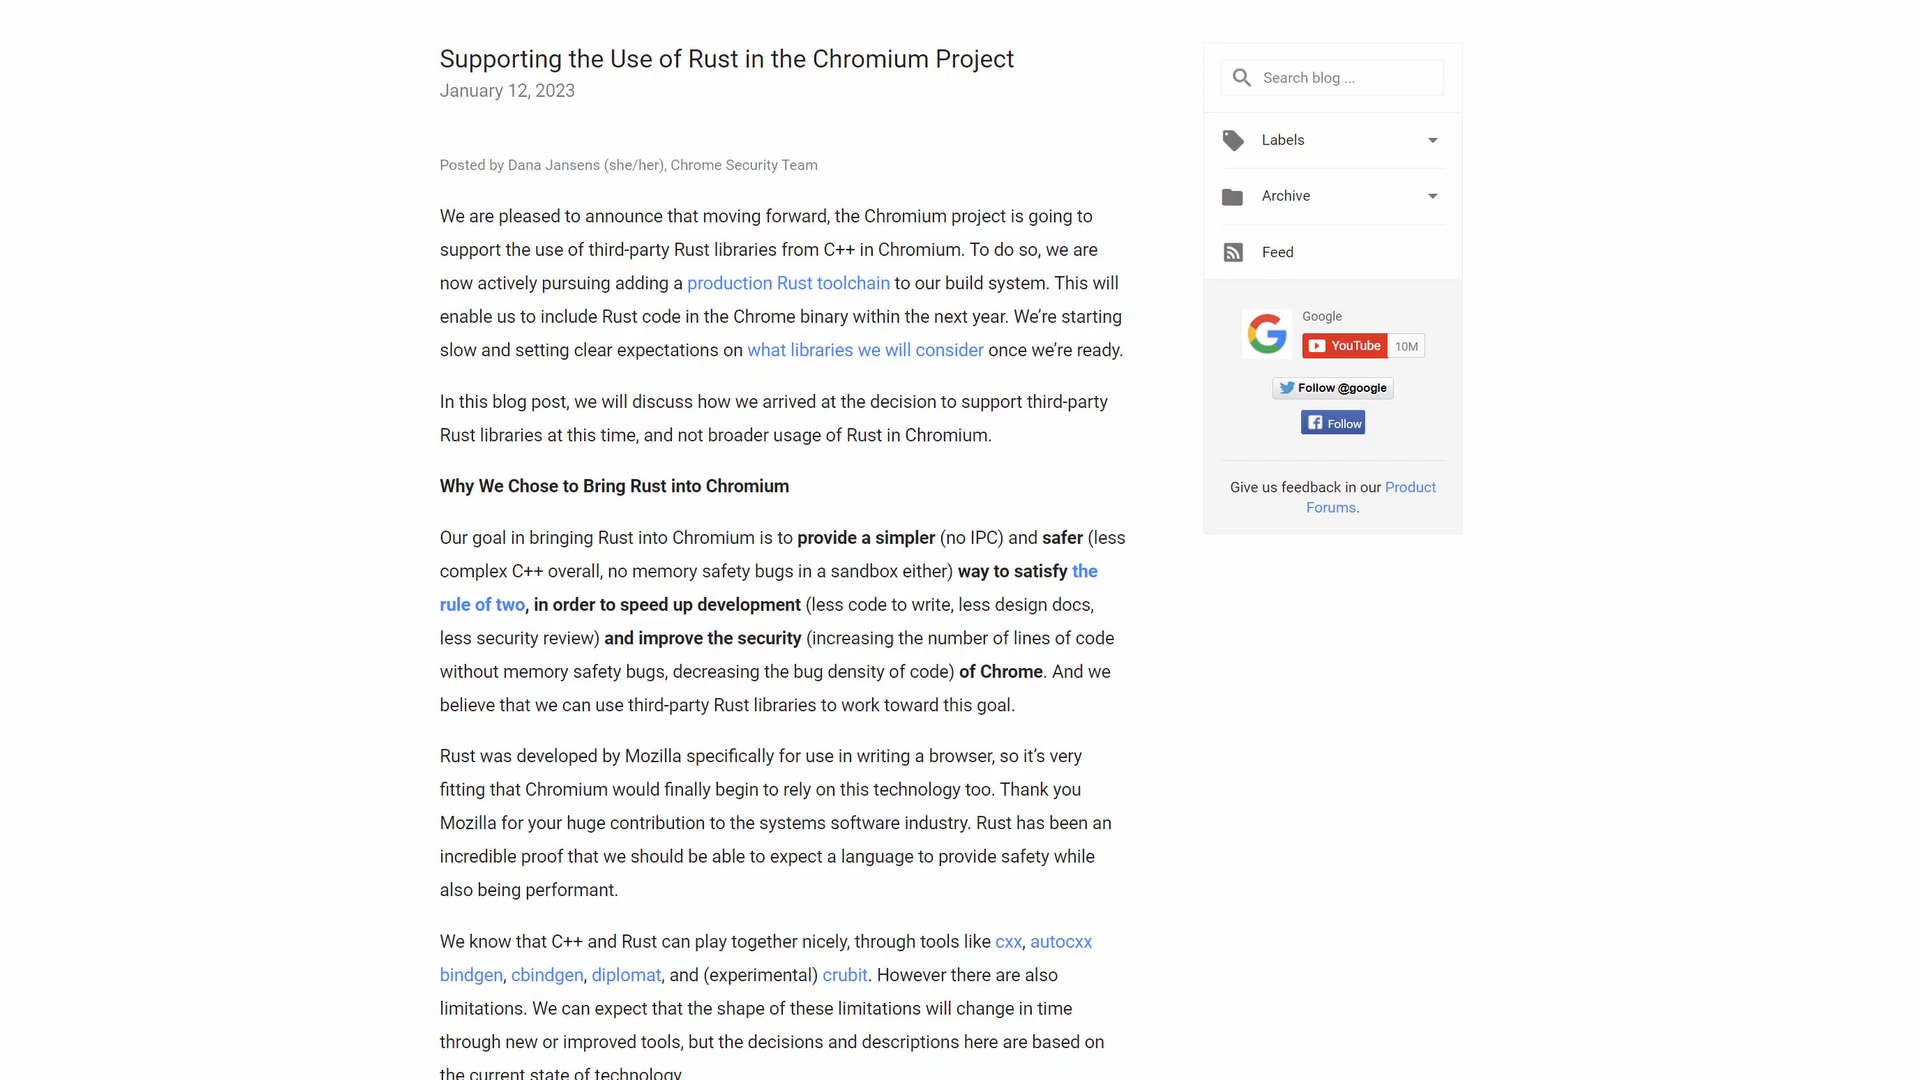 Supporting the Use of Rust in the Chromium Project
January 12, 2023
Posted by Dana Jansens (she/her), Chrome Security Team
We are pleased to announce that moving forward, the Chromium project is going to
support the use of third-party Rust libraries from C++ in Chromium. To do so, we are
now actively pursuing adding a production Rust toolchain to our build system. This will
enable us to include Rust code in the Chrome binary within the next year. We’re starting
slow and setting clear expectations on what libraries we will consider once we’re ready.
In this blog post, we will discuss how we arrived at the decision to support third-party
Rust libraries at this time, and not broader usage of Rust in Chromium.
Why We Chose to Bring Rust into Chromium
Our goal in bringing Rust into Chromium is to provide a simpler (no IPC) and safer (less
complex C++ overall, no memory safety bugs in a sandbox either) way to satisfy the
rule of two, in order to speed up development (less code to write, less design docs,
less security review) and improve the security (increasing the number of lines of code
without memory safety bugs, decreasing the bug density of code) of Chrome. And we
believe that we can use third-party Rust libraries to work toward this goal.
Rust was developed by Mozilla specifically for use in writing a browser, so it’s very
fitting that Chromium would finally begin to rely on this technology too. Thank you
Mozilla for your huge contribution to the systems software industry. Rust has been an
incredible proof that we should be able to expect a language to provide safety while
also being performant.
We know that C++ and Rust can play together nicely, through tools like cxx, autocxx
bindgen, cbindgen, diplomat, and (experimental) crubit. However there are also
limitations. We can expect that the shape of these limitations will change in time
through new or improved tools, but the decisions and descriptions here are based on
the current state of technology.
Search blog ...
Labels
Archive
Feed
Google
YouTube 10M
Follow @google
Follow
Give us feedback in our Product
Forums.